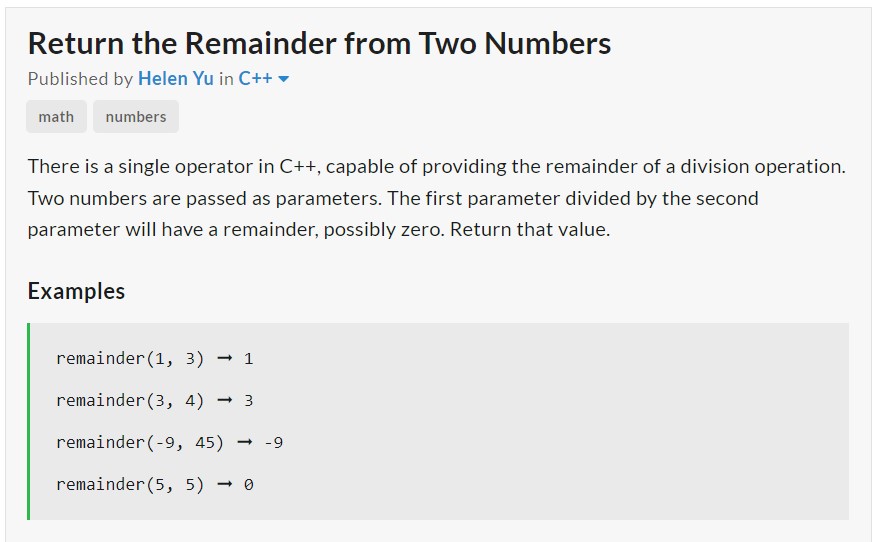 Return the Remainder from Two Numbers
Published by Helen Yu in C++
math numbers
There is a single operator in C++, capable of providing the remainder of a division operation.
Two numbers are passed as parameters. The first parameter divided by the second
parameter will have a remainder, possibly zero. Return that value.
Examples
remainder(1, 3) ➞ 1
remainder(3, 4) ➞ 3
remainder(-9, 45) ➞ -9
remainder(5, 5) ➞ 0